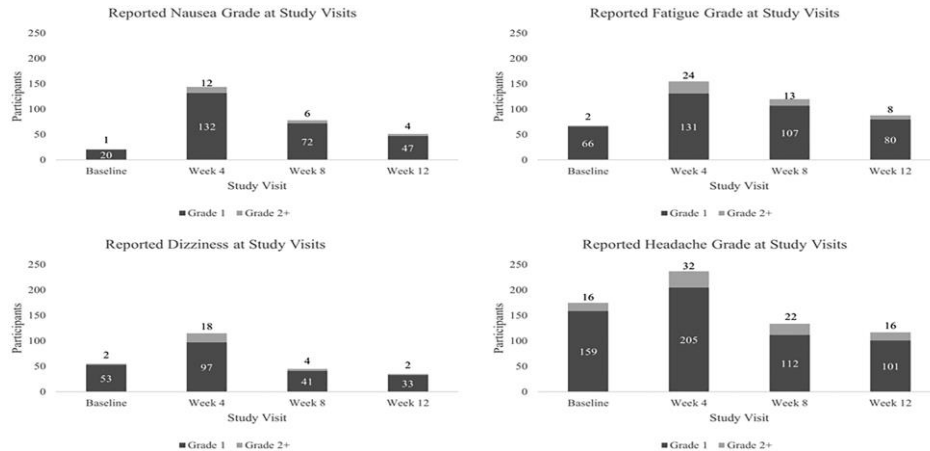 Reported Nausea Grade at Study Visits
250
200
150
100
50
0
Participants
1
20
12
132
6
72
4
47
Baseline Week 4 Week 8 Week 12
Study Visit
Grade 1 Grade 2+
Reported Fatigue Grade at Study Visits
250
200
150
100
50
0
Participants
2
66
24
131
13
107
8
80
Baseline Week 4 Week 8 Week 12
Study Visit
Grade 1 Grade 2+
Reported Dizziness at Study Visits
250
200
150
100
50
0
Participants
2
53
18
97
4
41
2
33
Baseline Week 4 Week 8 Week 12
Study Visit
Grade 1 Grade 2+
Reported Headache Grade at Study Visits
250
200
150
100
50
0
Participants
16
159
32
205
22
112
16
101
Baseline Week 4 Week 8 Week 12
Study Visit
Grade 1 Grade 2+